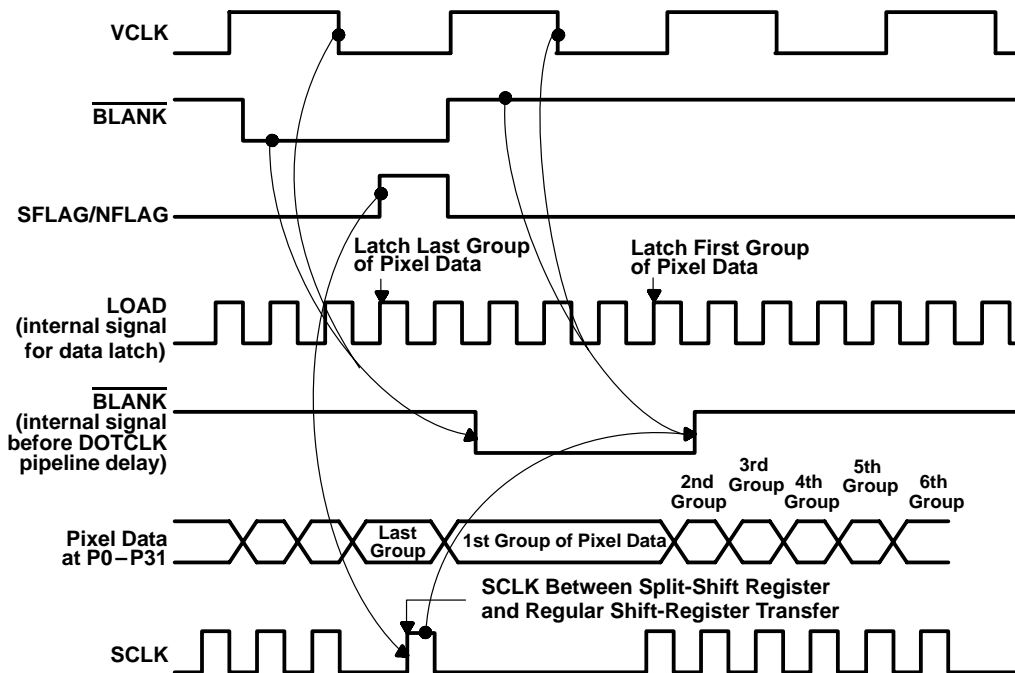 VCLK
BLANK
SFLAG/NFLAG
Latch Last Group
of Pixel Data
Latch First Group
of Pixel Data
LOAD
(internal signal
for data latch)
BLANK
(internal signal
before DOTCLK
pipeline delay)
2nd
Group
3rd
Group
4th
Group
5th
Group
6th
Group
Pixel Data
at P0–P31
Last
Group
1st Group of Pixel Data
SCLK Between Split-Shift Register
and Regular Shift-Register Transfer
SCLK